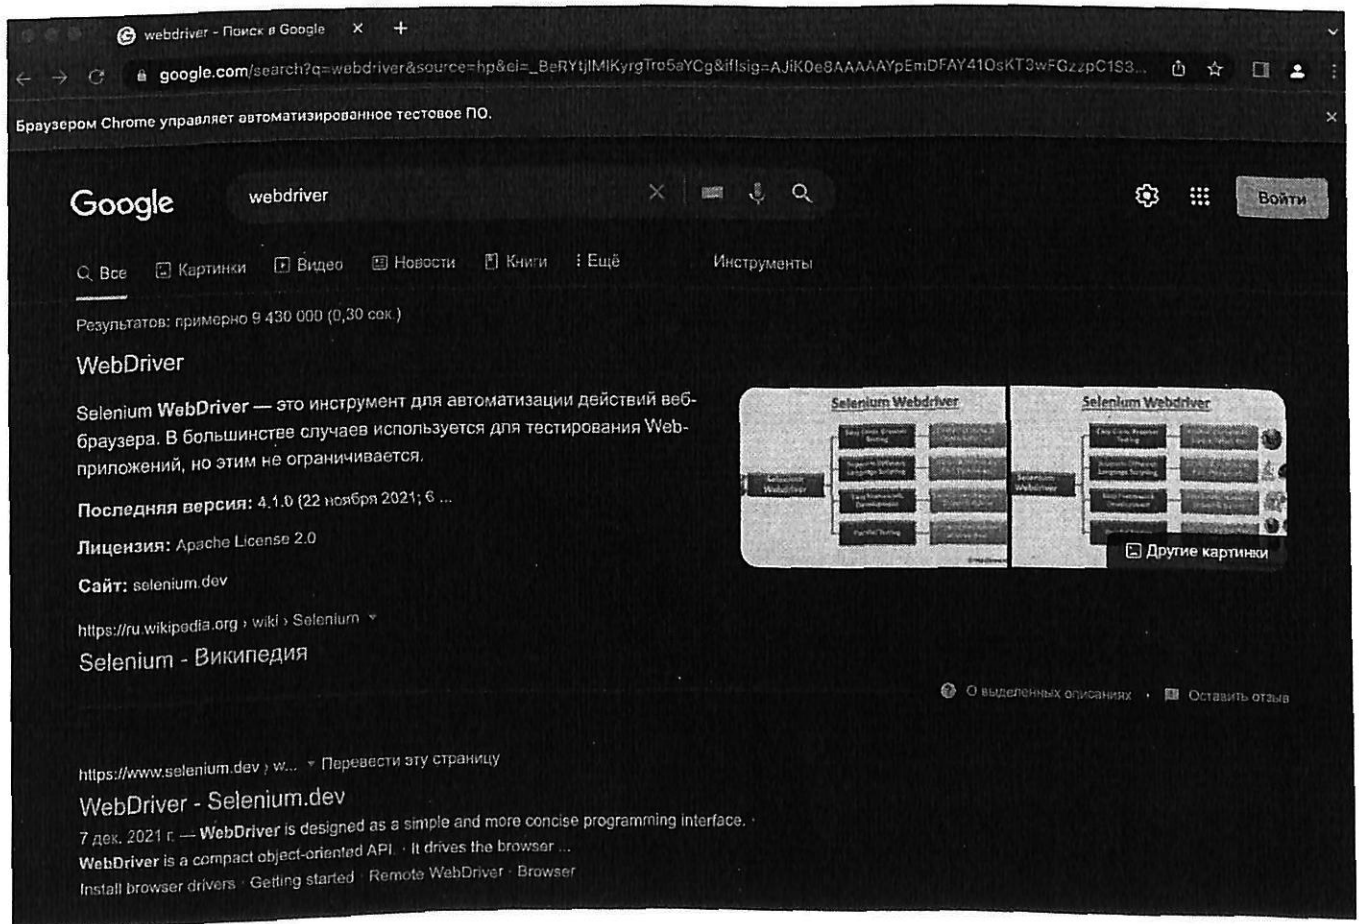 webdriver - Поиск в Google
google.com/search?q=webdriver&source=hp&ei=_BeRYtjIMIKyrgTro5aYCg&iflsig=AJiK0e8AAAAAYpEmDFAY41OsKT3wFGzzpC1S3...
Браузером Chrome управляет автоматизированное тестовое ПО.
Google
webdriver
Войти
Все Картинки Видео Новости Книги Ещё Инструменты
Результатов: примерно 9 430 000 (0,30 сек.)
WebDriver
Selenium WebDriver — это инструмент для автоматизации действий веб-
браузера. В большинстве случаев используется для тестирования Web-
приложений, но этим не ограничивается.
Последняя версия: 4.1.0 (22 ноября 2021; 6 ...
Лицензия: Apache License 2.0
Сайт: selenium.dev
https://ru.wikipedia.org › wiki › Selenium
Selenium - Википедия
Selenium Webdriver
Selenium Webdriver
Selenium
Webdriver
Parallel Testing
Selenium
Webdriver
Другие картинки
О выделенных описаниях • Оставить отзыв
https://www.selenium.dev › w... Перевести эту страницу
WebDriver - Selenium.dev
7 дек. 2021 г. — WebDriver is designed as a simple and more concise programming interface. ·
WebDriver is a compact object-oriented API. · It drives the browser ...
Install browser drivers · Getting started · Remote WebDriver · Browser